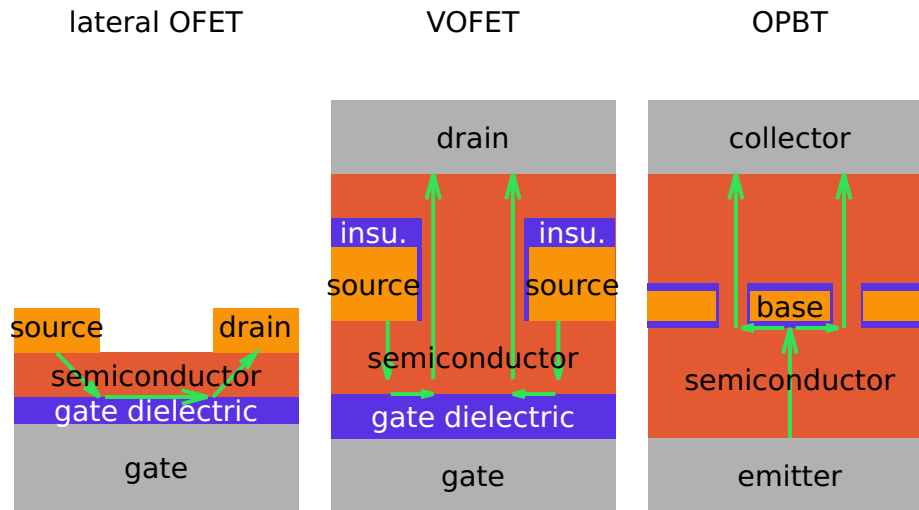 lateral OFET
source
drain
semiconductor
gate dielectric
gate
VOFET
drain
insu.
insu.
source
source
semiconductor
gate dielectric
gate
OPBT
collector
base
semiconductor
emitter